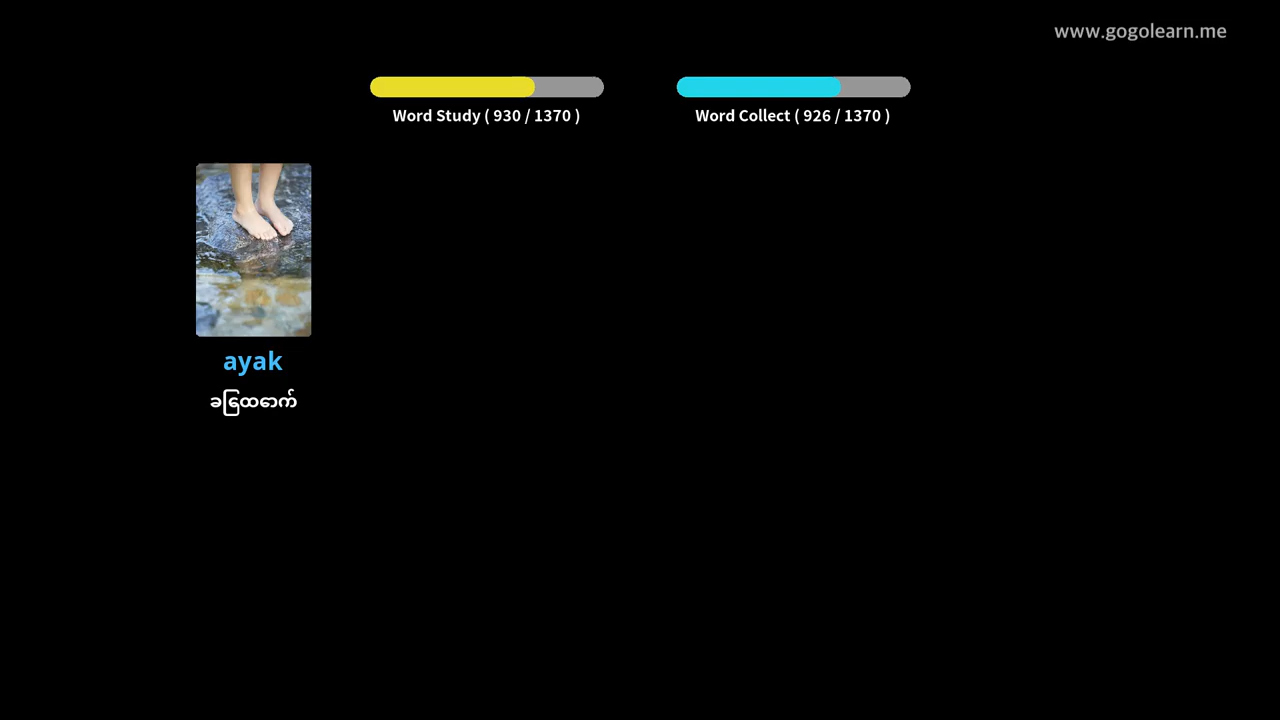 www.gogolearn.me
Word Study ( 930 / 1370 )
Word Collect ( 926 / 1370 )
ayak
ခြေထောက်